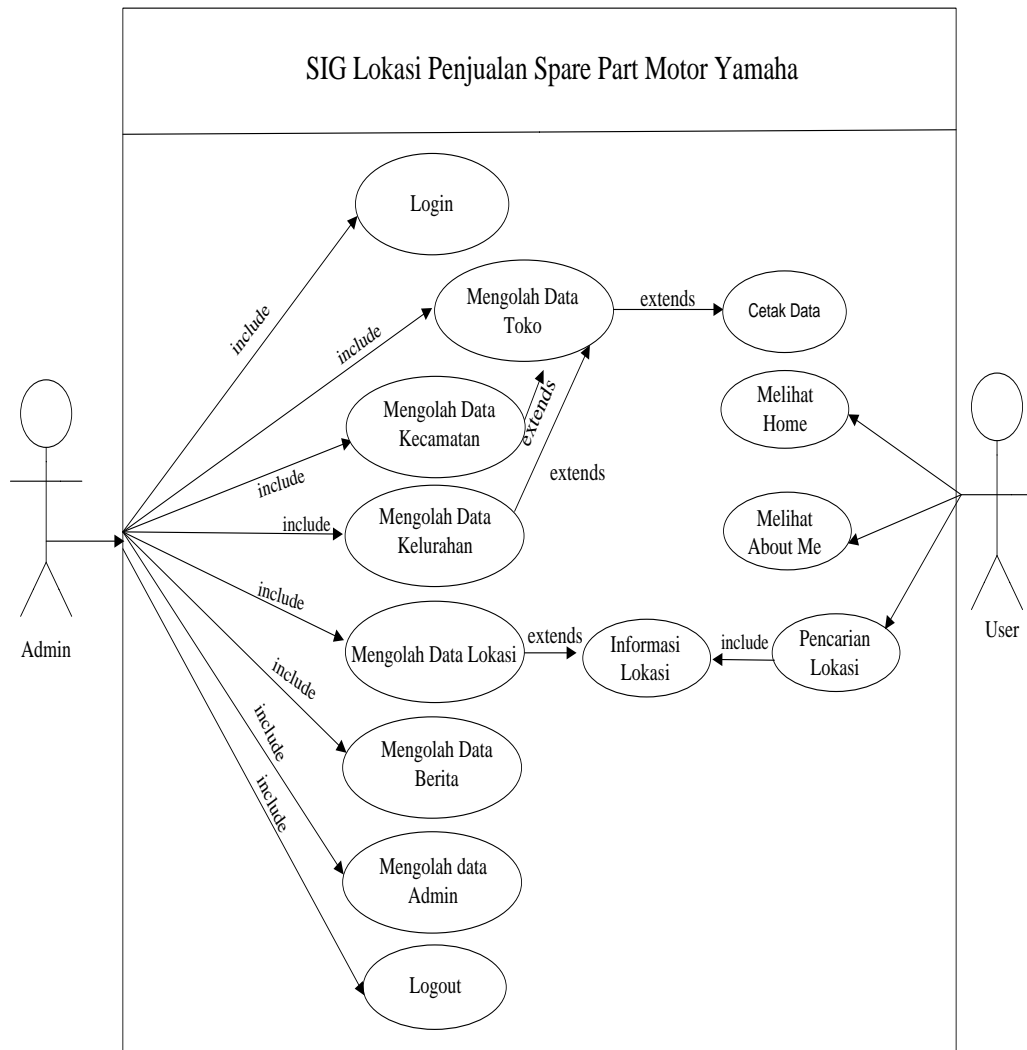 SIG Lokasi Penjualan Spare Part Motor Yamaha
Login
include
Mengolah Data
Toko
extends
Cetak Data
include
Mengolah Data
Kecamatan
extends
Melihat
Home
include
extends
include
Mengolah Data
Kelurahan
Melihat
About Me
include
Mengolah Data Lokasi
extends
Informasi
Lokasi
include
Pencarian
Lokasi
Admin
User
include
Mengolah Data
Berita
include
Mengolah data
Admin
include
Logout